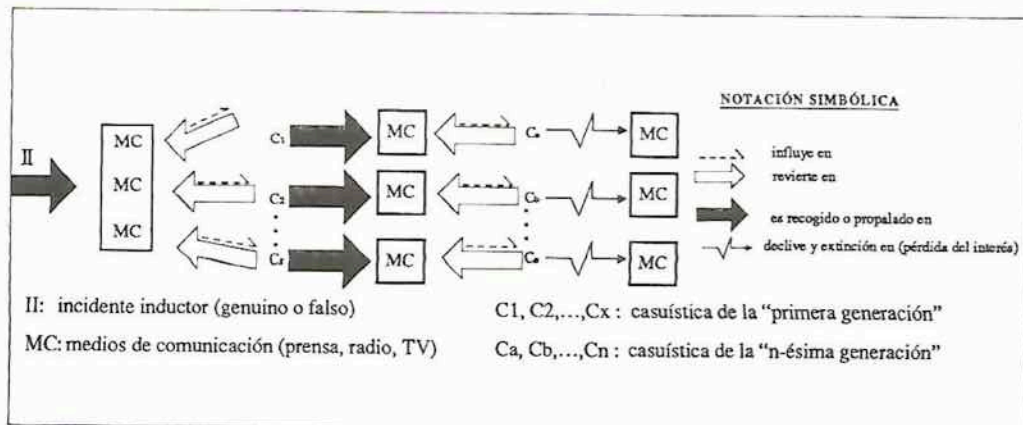 NOTACIÓN SIMBÓLICA
II
MC
MC
MC
C1
MC
Ca
MC
C2
MC
Cb
MC
MC
MC
influye en
revierte en
es recogido o propalado en
declive y extinción en (pérdida del interés)
II: incidente inductor (genuino o falso)
MC: medios de comunicación (prensa, radio, TV)
C1, C2,...,Cx : casuística de la "primera generación"
Ca, Cb,...,Cn : casuística de la "n-ésima generación"